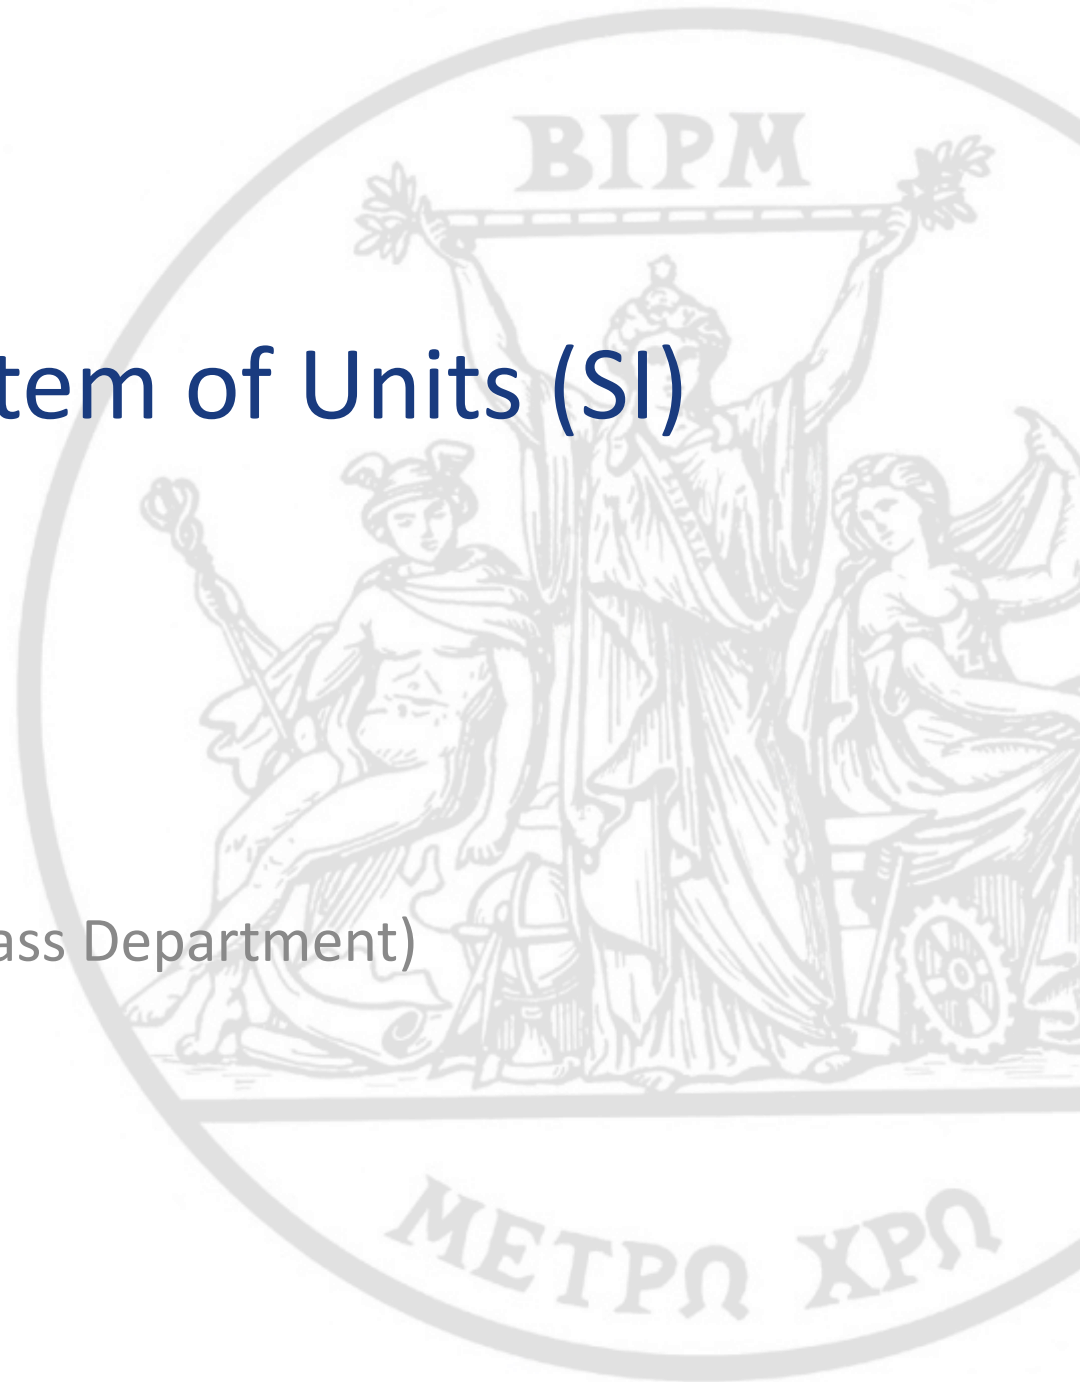 BIPM
tem of Units (SI)
ass Department)
ΜΕΤΡΩ ΧΡΩ